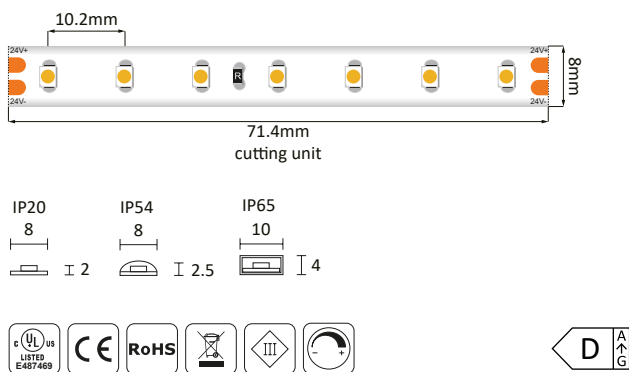 10.2mm
24V+ 24V+
R
24V- 24V-
8mm
71.4mm
cutting unit
IP20 IP54 IP65
8 8 10
2 2.5 4
C UL US
LISTED
E487469
CE
RoHS
III
- +
D
A
G